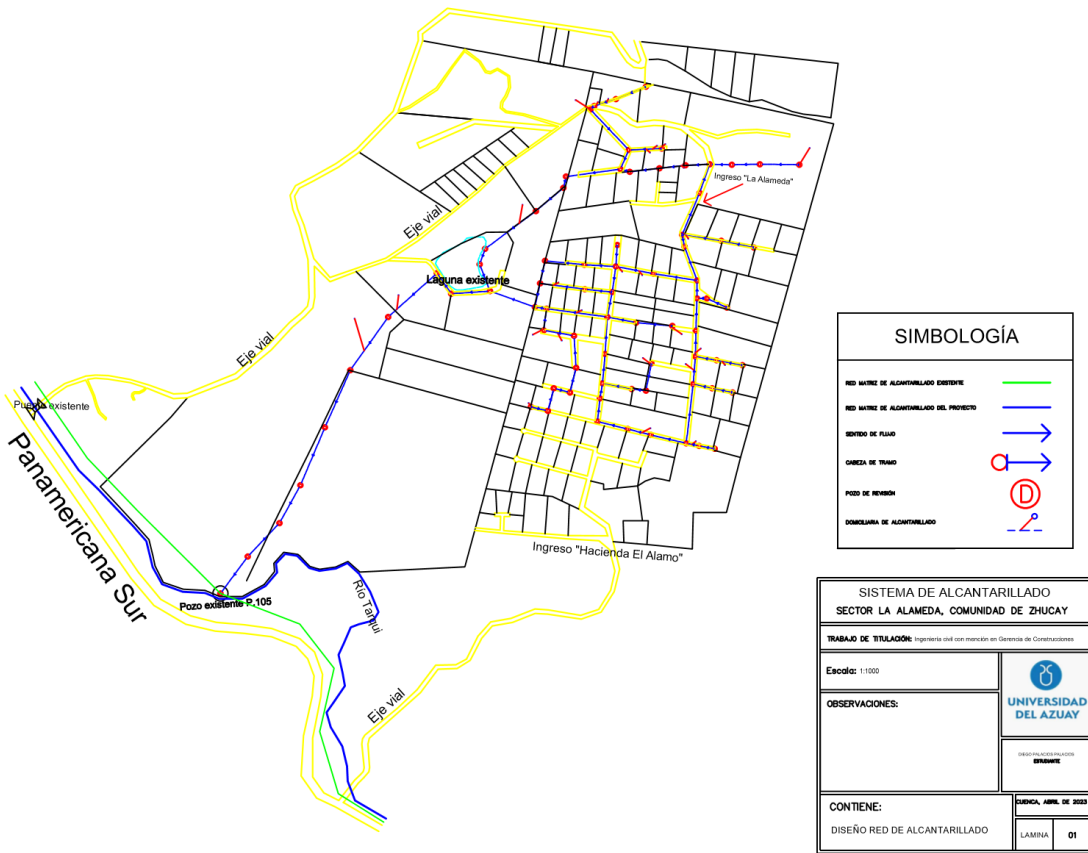 Ingreso "La Alameda"
Eje vial
Laguna existente
Eje vial
Puente existente
Panamericana Sur
Ingreso "Hacienda El Alamo"
Pozo existente P.105
Río Tarqui
Eje vial
SIMBOLOGÍA
RED MATRIZ DE ALCANTARILLADO EXISTENTE
RED MATRIZ DE ALCANTARILLADO DEL PROYECTO
SENTIDO DE FLUJO
CABEZA DE TRAMO
POZO DE REVISIÓN
D
DOMICILIARIA DE ALCANTARILLADO
SISTEMA DE ALCANTARILLADO
SECTOR LA ALAMEDA, COMUNIDAD DE ZHUCAY
TRABAJO DE TITULACIÓN: Ingeniería civil con mención en Gerencia de Construcciones
Escala: 1:1000
OBSERVACIONES:
UNIVERSIDAD
DEL AZUAY
DIEGO PALACIOS PALACIOS
ESTUDIANTE
CONTIENE:
DISEÑO RED DE ALCANTARILLADO
CUENCA, ABRIL DE 2023
LAMINA 01